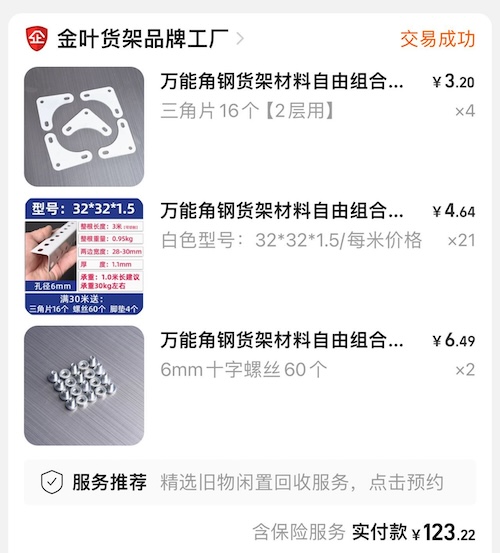 企
金叶货架品牌工厂
交易成功
万能角钢货架材料自由组合... ¥3.20
三角片16个【2层用】 ×4
型号：32*32*1.5
整根长度：3米
整根重量：0.95kg
两边宽度：28-30mm
厚 度：1.1mm
承重：1.0米长建议
承重30kg左右
孔径6mm
满30米送：
三角片16个 螺丝60个 脚垫4个
万能角钢货架材料自由组合... ¥4.64
白色型号：32*32*1.5/每米价格 ×21
万能角钢货架材料自由组合... ¥6.49
6mm十字螺丝60个 ×2
服务推荐 精选旧物闲置回收服务，点击预约
含保险服务 实付款 ¥123.22